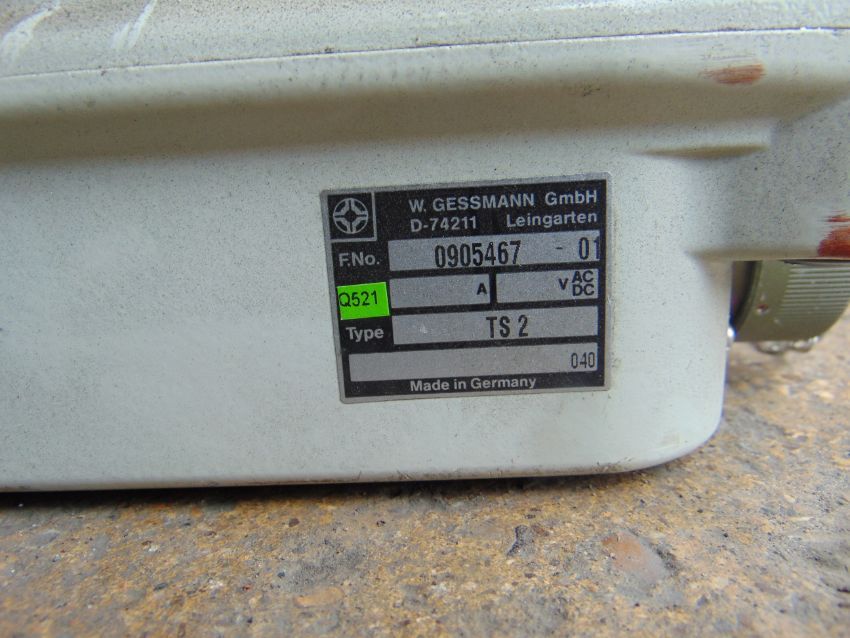 W. GESSMANN GmbH
D-74211 Leingarten
F.No. 0905467 - 01
Q521 A V AC DC
Type TS 2
040
Made in Germany